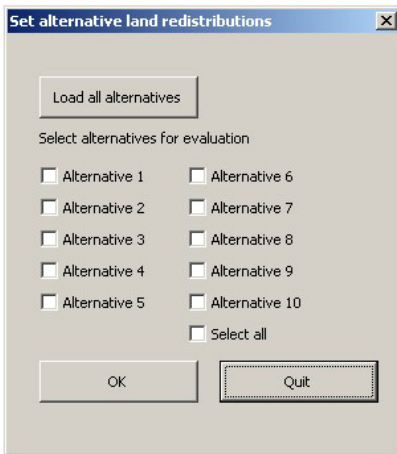 Set alternative land redistributions
Load all alternatives
Select alternatives for evaluation
Alternative 1
Alternative 6
Alternative 2
Alternative 7
Alternative 3
Alternative 8
Alternative 4
Alternative 9
Alternative 5
Alternative 10
Select all
OK
Quit